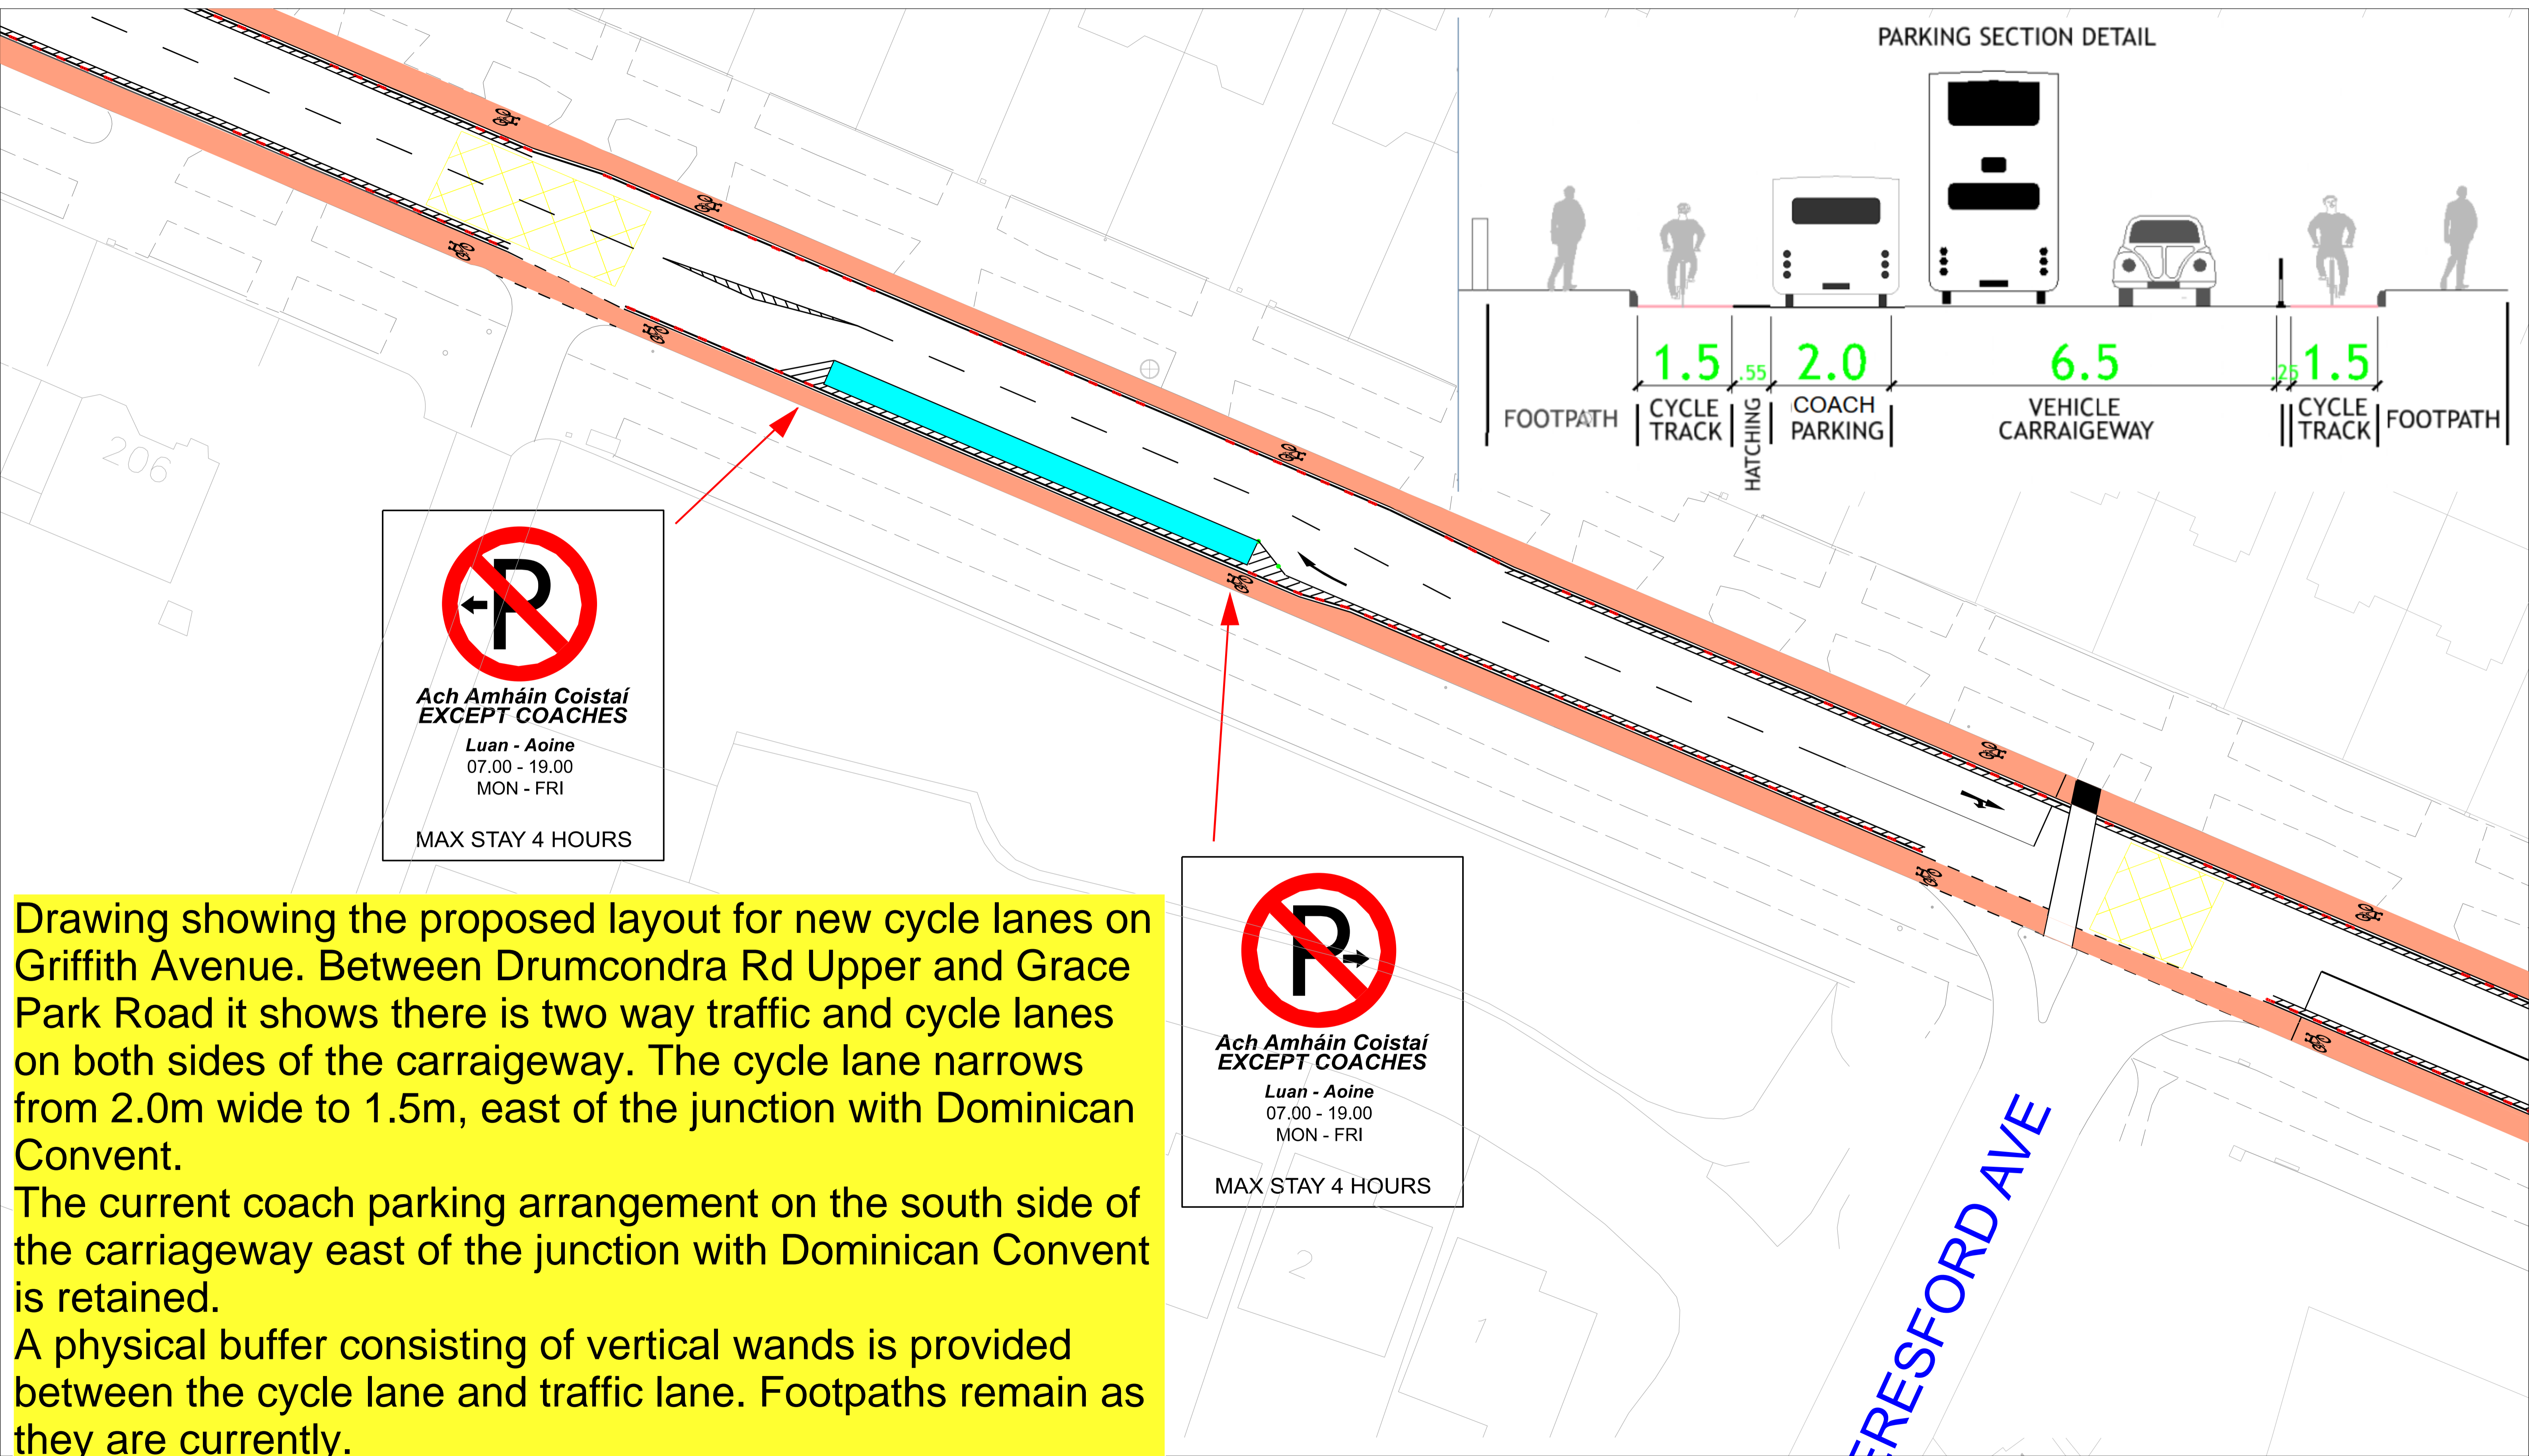 PARKING SECTION DETAIL
1.5
.55
2.0
6.5
.25
1.5
FOOTPATH
CYCLE
TRACK
HATCHING
COACH
PARKING
VEHICLE
CARRAIGEWAY
CYCLE
TRACK
FOOTPATH
206
P
Ach Amháin Coistaí
EXCEPT COACHES
Luan - Aoine
07.00 - 19.00
MON - FRI
MAX STAY 4 HOURS
P
Ach Amháin Coistaí
EXCEPT COACHES
Luan - Aoine
07.00 - 19.00
MON - FRI
MAX STAY 4 HOURS
Drawing showing the proposed layout for new cycle lanes on
Griffith Avenue. Between Drumcondra Rd Upper and Grace
Park Road it shows there is two way traffic and cycle lanes
on both sides of the carraigeway. The cycle lane narrows
from 2.0m wide to 1.5m, east of the junction with Dominican
Convent.
The current coach parking arrangement on the south side of
the carriageway east of the junction with Dominican Convent
is retained.
A physical buffer consisting of vertical wands is provided
between the cycle lane and traffic lane. Footpaths remain as
they are currently.
2
1
ERESFORD AVE